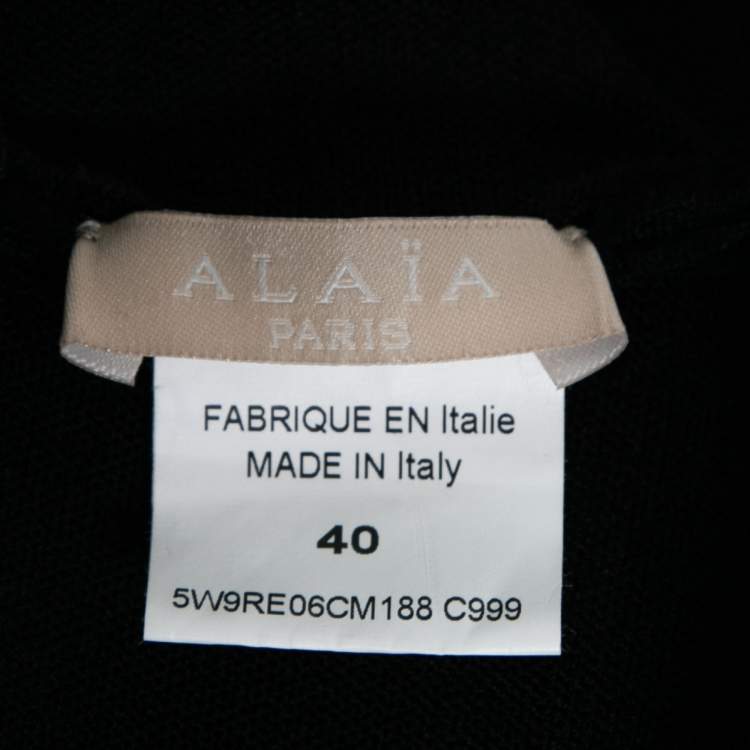 ALAÏA
PARIS
FABRIQUE EN Italie
MADE IN Italy
40
5W9RE06CM188 C999